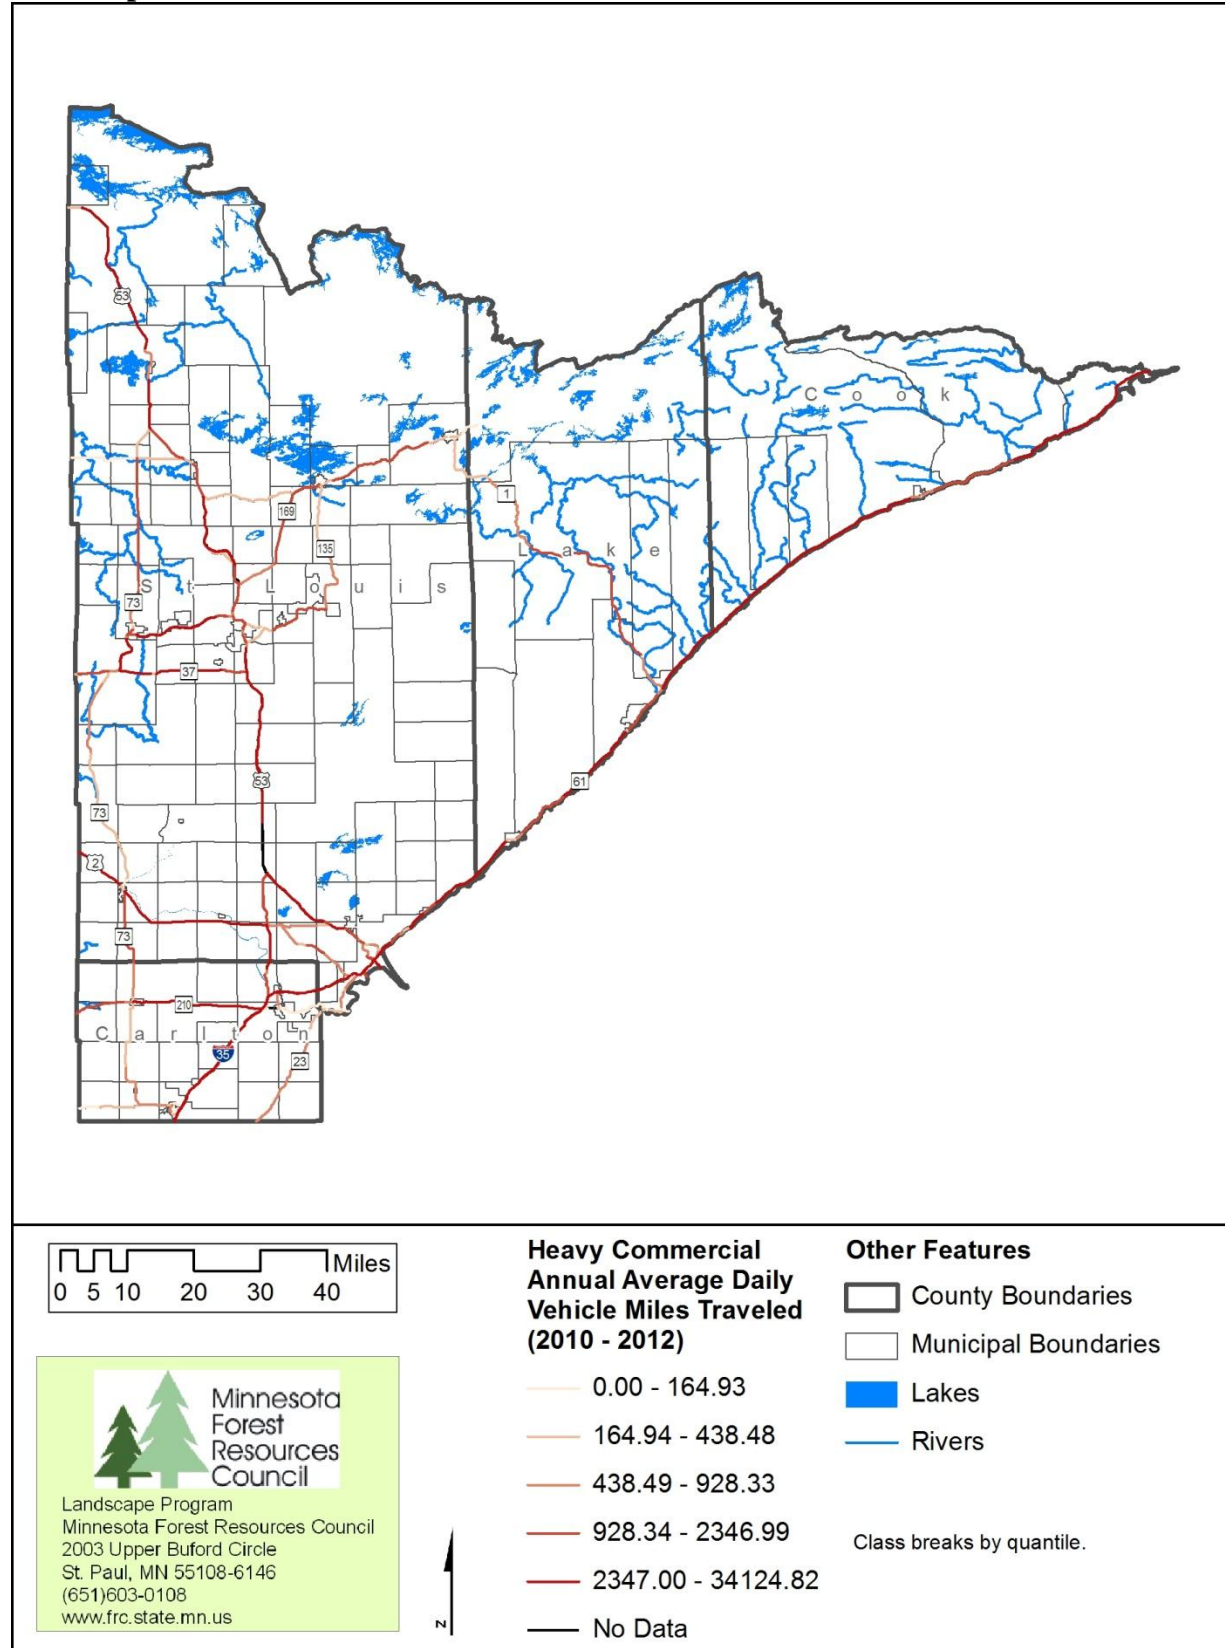 53
C o o k
1
169
135
L a k e
S t . L o u i s
73
37
53
61
73
2
73
210
C a r l t o n
35
23
Miles
0 5 10 20 30 40
Minnesota
Forest
Resources
Council
Landscape Program
Minnesota Forest Resources Council
2003 Upper Buford Circle
St. Paul, MN 55108-6146
(651)603-0108
www.frc.state.mn.us
N
Heavy Commercial
Annual Average Daily
Vehicle Miles Traveled
(2010 - 2012)
0.00 - 164.93
164.94 - 438.48
438.49 - 928.33
928.34 - 2346.99
2347.00 - 34124.82
No Data
Other Features
County Boundaries
Municipal Boundaries
Lakes
Rivers
Class breaks by quantile.